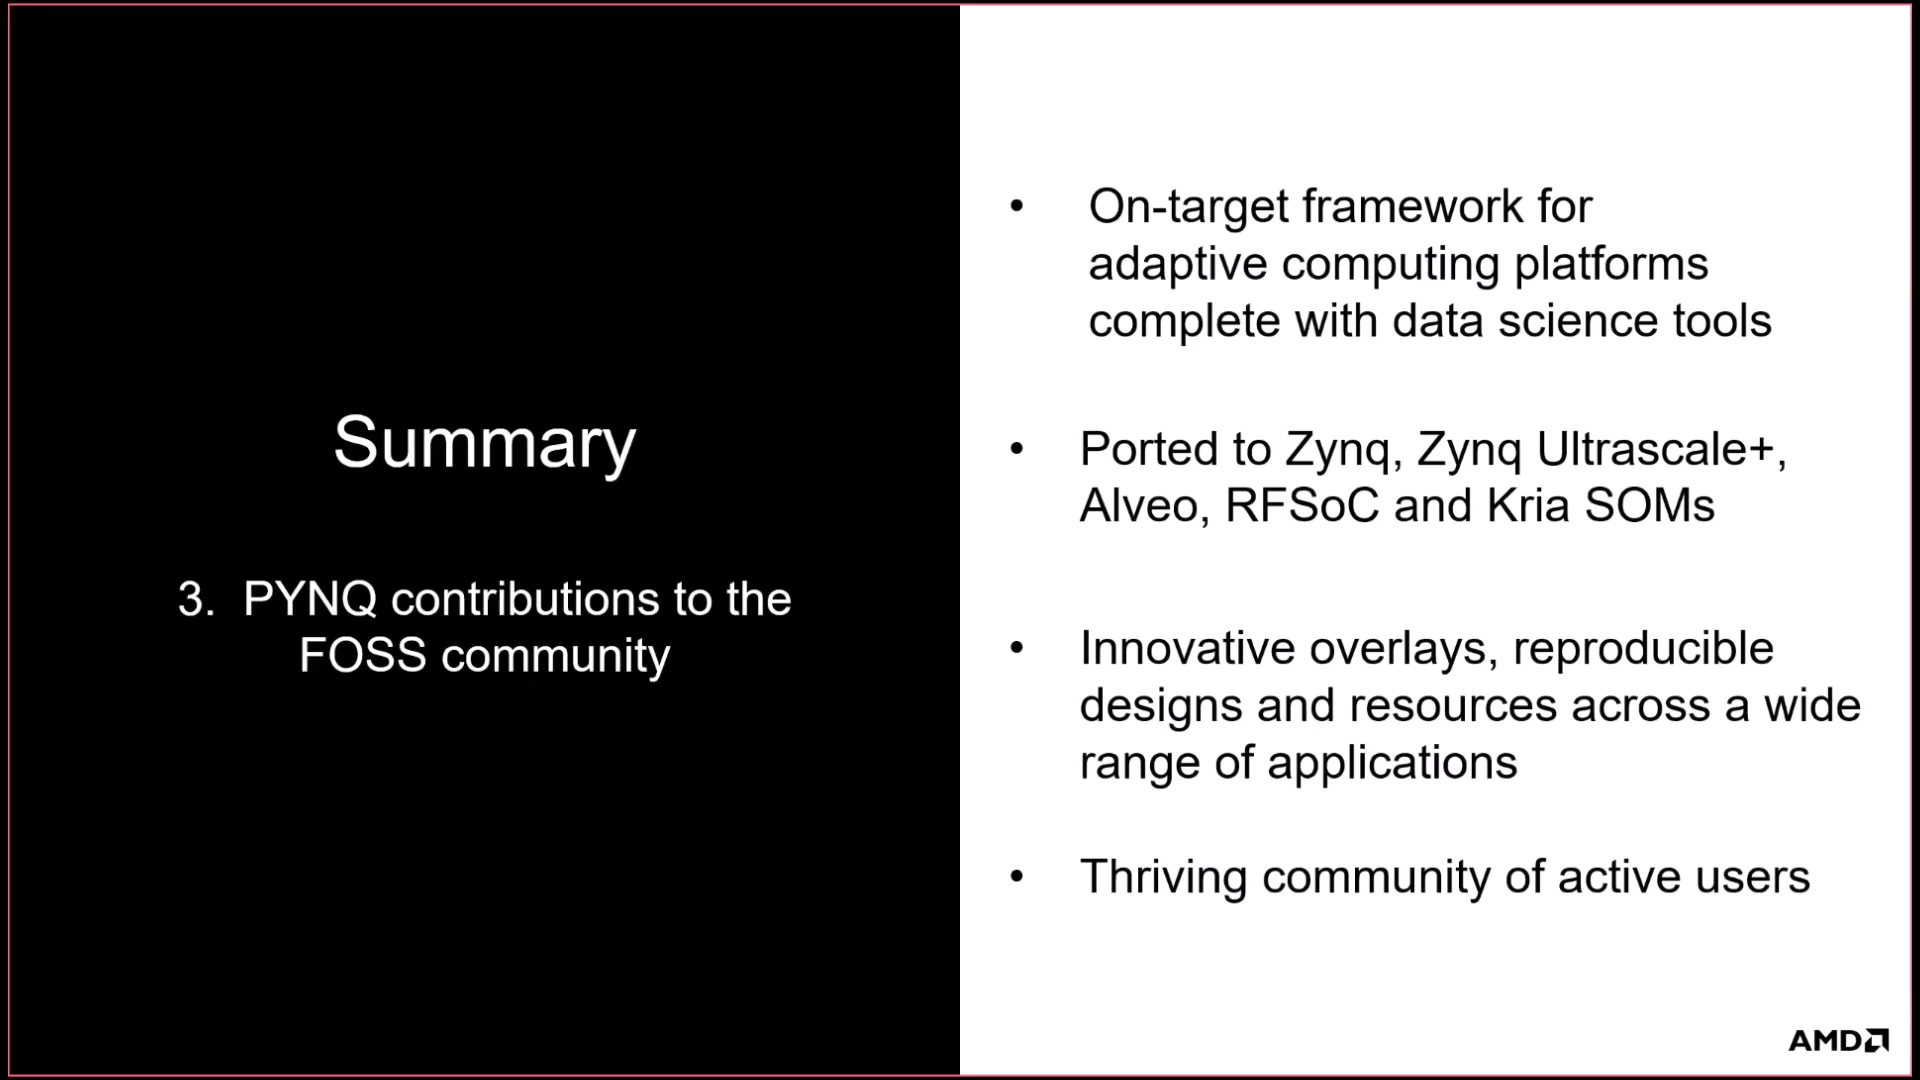 Summary
3. PYNQ contributions to the
FOSS community
• On-target framework for
adaptive computing platforms
complete with data science tools
• Ported to Zynq, Zynq Ultrascale+,
Alveo, RFSoC and Kria SOMs
• Innovative overlays, reproducible
designs and resources across a wide
range of applications
• Thriving community of active users
AMD